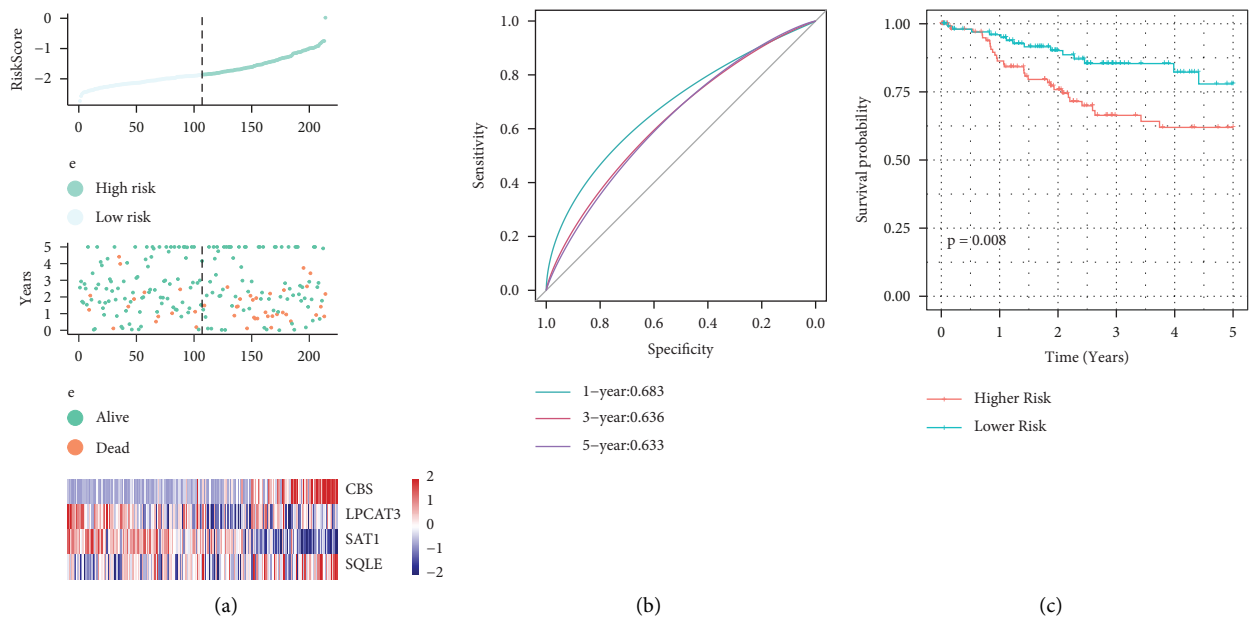 RiskScore
0
−1
−2
0 50 100 150 200
e
High risk
Low risk
Years
5
4
3
2
1
0
0 50 100 150 200
e
Alive
Dead
CBS
LPCAT3
SAT1
SQLE
2
1
0
−1
−2
(a)
Sensitivity
1.0
0.8
0.6
0.4
0.2
0.0
1.0 0.8 0.6 0.4 0.2 0.0
Specificity
1−year:0.683
3−year:0.636
5−year:0.633
(b)
Survival probability
1.00
0.75
0.50
0.25
0.00
p = 0.008
0 1 2 3 4 5
Time (Years)
Higher Risk
Lower Risk
(c)